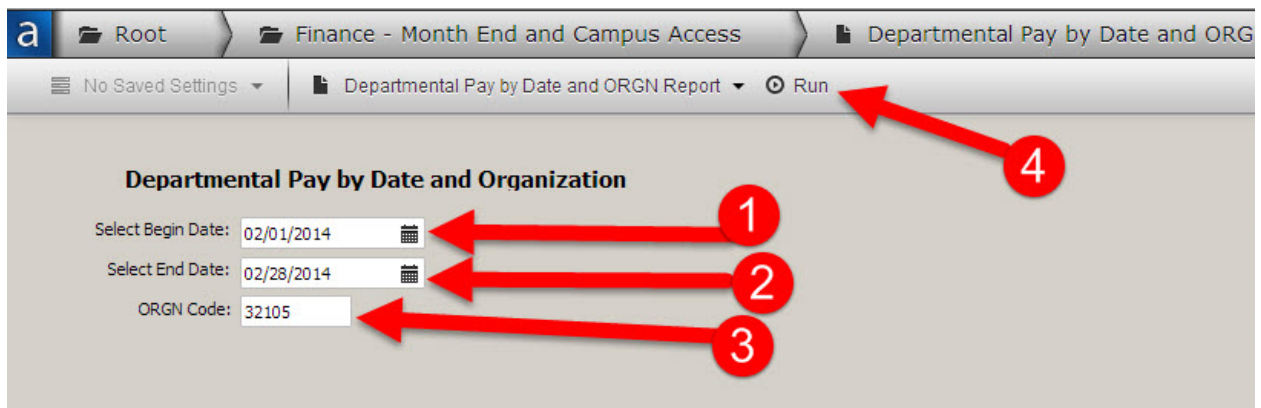 a Root Finance - Month End and Campus Access Departmental Pay by Date and ORG
No Saved Settings Departmental Pay by Date and ORGN Report Run
4
Departmental Pay by Date and Organization
1
Select Begin Date: 02/01/2014
Select End Date: 02/28/2014
2
ORGN Code: 32105
3